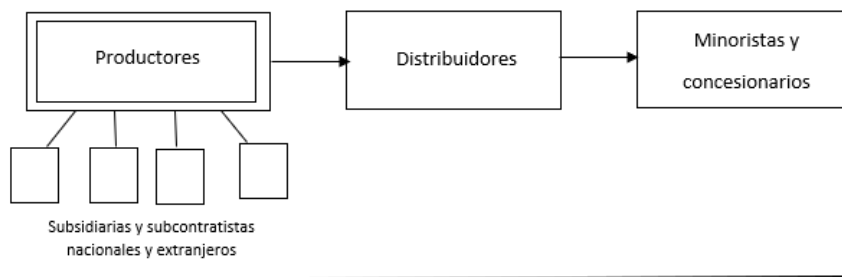 Productores
Distribuidores
Minoristas y
concesionarios
Subsidiarias y subcontratistas
nacionales y extranjeros